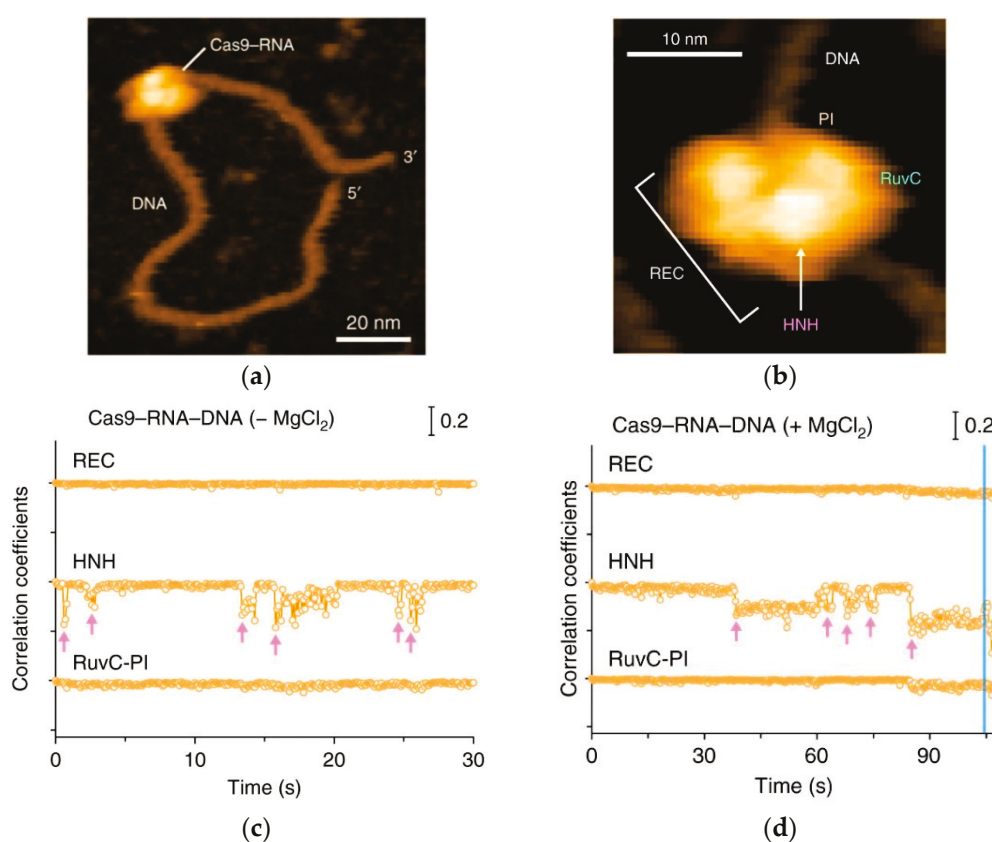 Cas9–RNA
3′
5′
DNA
20 nm
(a)
10 nm
DNA
PI
RuvC
REC
HNH
(b)
Cas9–RNA–DNA (– MgCl₂)
0.2
REC
HNH
RuvC-PI
Correlation coefficients
0 10 20 30
Time (s)
(c)
Cas9–RNA–DNA (+ MgCl₂)
0.2
REC
HNH
RuvC-PI
Correlation coefficients
0 30 60 90
Time (s)
(d)